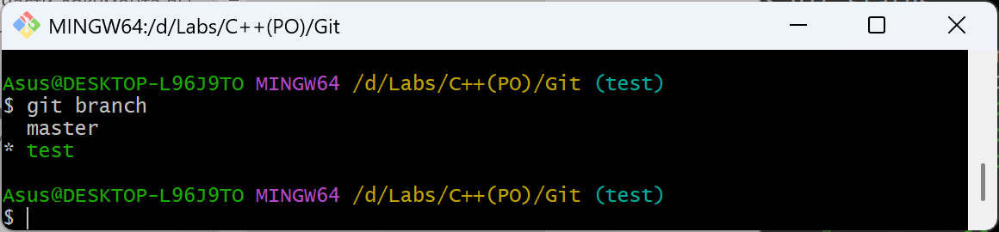 MINGW64:/d/Labs/C++(PO)/Git
Asus@DESKTOP-L96J9TO MINGW64 /d/Labs/C++(PO)/Git (test)
$ git branch
  master
* test
Asus@DESKTOP-L96J9TO MINGW64 /d/Labs/C++(PO)/Git (test)
$